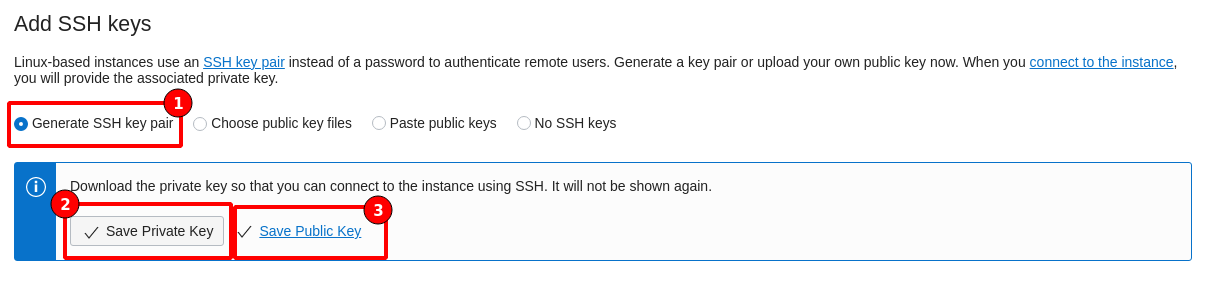 Add SSH keys
Linux-based instances use an SSH key pair instead of a password to authenticate remote users. Generate a key pair or upload your own public key now. When you connect to the instance,
you will provide the associated private key.
1
Generate SSH key pair Choose public key files Paste public keys No SSH keys
Download the private key so that you can connect to the instance using SSH. It will not be shown again.
2 3
Save Private Key Save Public Key